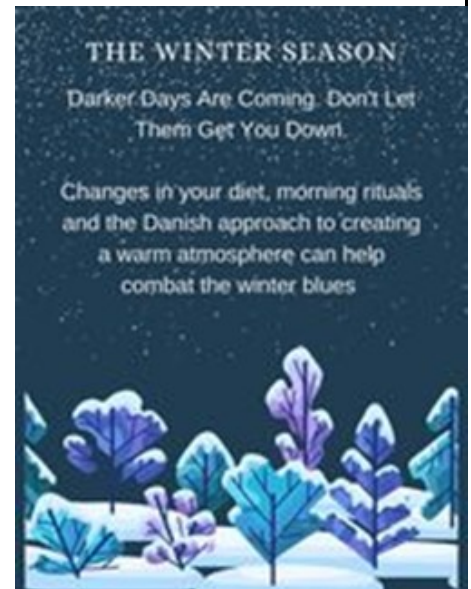 THE WINTER SEASON
Darker Days Are Coming. Don't Let
Them Get You Down.
Changes in your diet, morning rituals
and the Danish approach to creating
a warm atmosphere can help
combat the winter blues